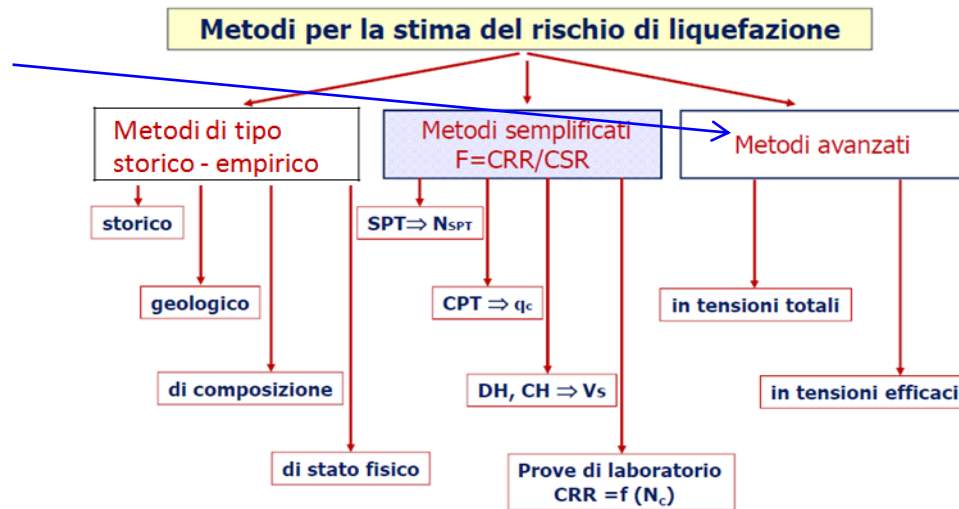 Metodi per la stima del rischio di liquefazione
Metodi di tipo
storico - empirico
Metodi semplificati
F=CRR/CSR
Metodi avanzati
storico
geologico
di composizione
di stato fisico
SPT⇒ NSPT
CPT ⇒ qc
DH, CH ⇒ VS
Prove di laboratorio
CRR =f (Nc)
in tensioni totali
in tensioni efficaci